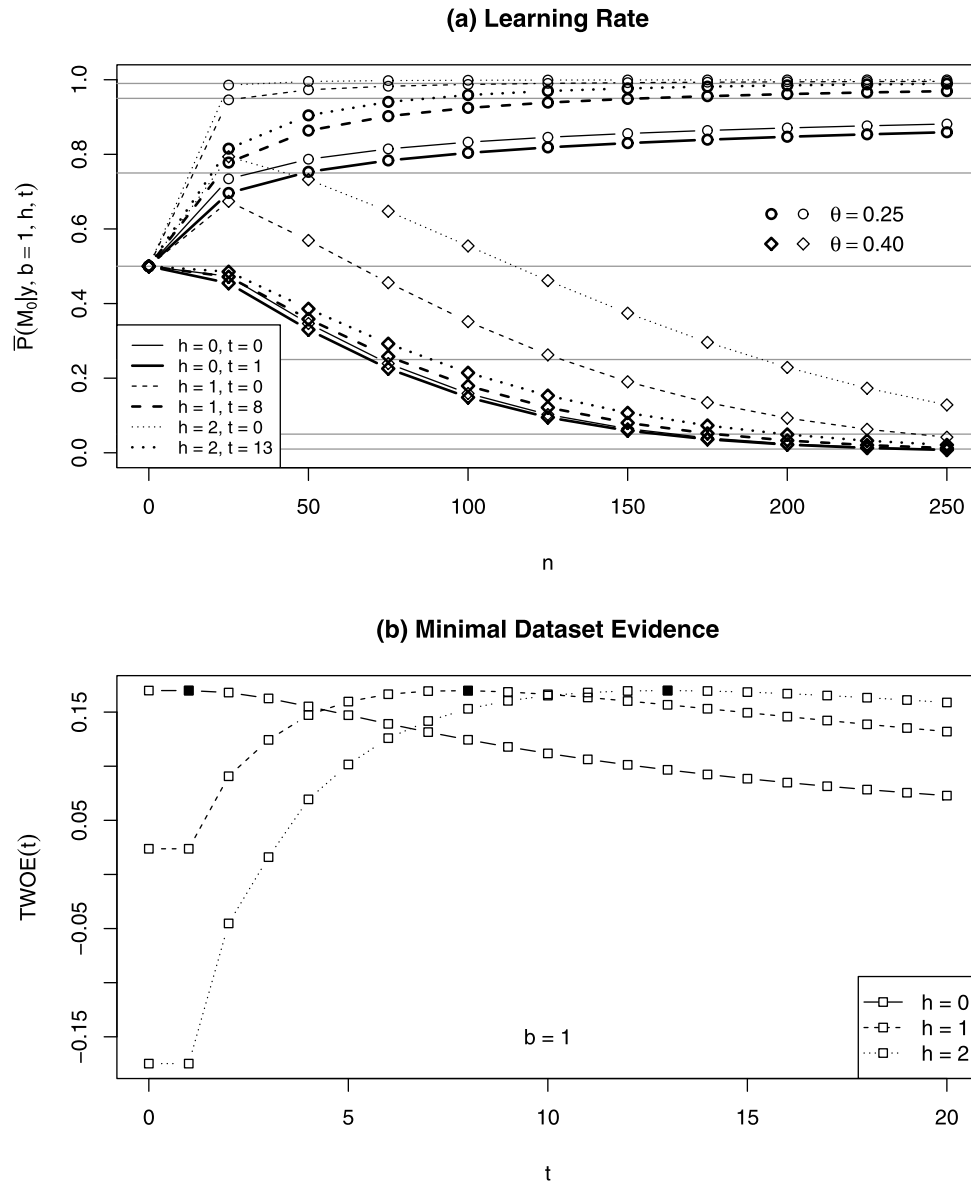 (a) Learning Rate
P̅(M₀|y, b = 1, h, t)
1.0
0.8
0.6
0.4
0.2
0.0
θ = 0.25
θ = 0.40
h = 0, t = 0
h = 0, t = 1
h = 1, t = 0
h = 1, t = 8
h = 2, t = 0
h = 2, t = 13
0 50 100 150 200 250
n
(b) Minimal Dataset Evidence
TWOE(t)
0.15
0.05
−0.05
−0.15
b = 1
h = 0
h = 1
h = 2
0 5 10 15 20
t